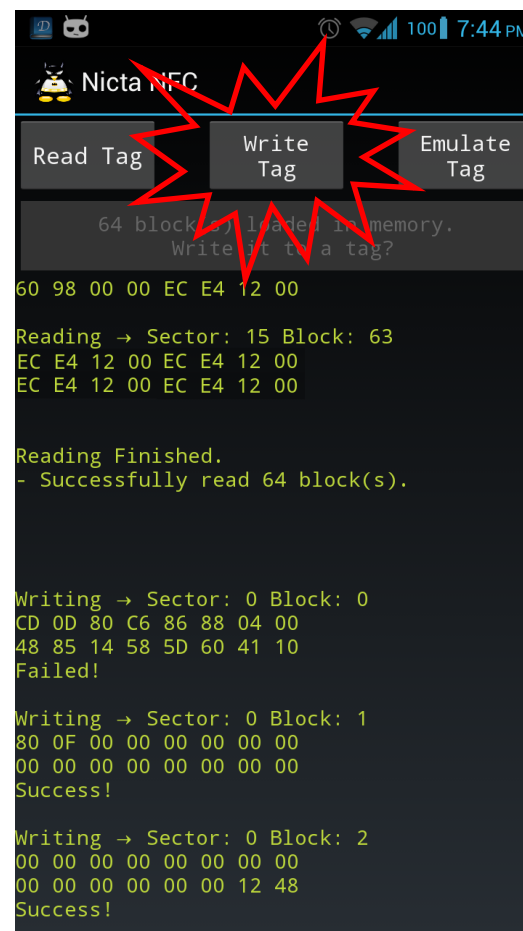 100 7:44 PM
Nicta NFC
Read Tag
Write
Tag
Emulate
Tag
64 block(s) loaded in memory.
Write it to a tag?
60 98 00 00 EC E4 12 00
Reading → Sector: 15 Block: 63
EC E4 12 00 EC E4 12 00
EC E4 12 00 EC E4 12 00
Reading Finished.
- Successfully read 64 block(s).
Writing → Sector: 0 Block: 0
CD 0D 80 C6 86 88 04 00
48 85 14 58 5D 60 41 10
Failed!
Writing → Sector: 0 Block: 1
80 0F 00 00 00 00 00 00
00 00 00 00 00 00 00 00
Success!
Writing → Sector: 0 Block: 2
00 00 00 00 00 00 00 00
00 00 00 00 00 00 12 48
Success!